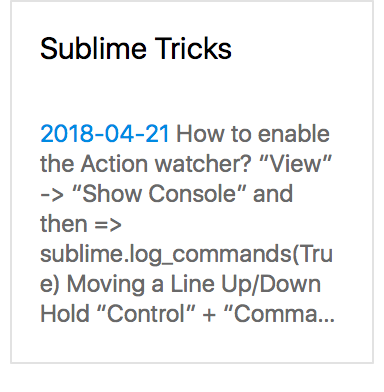 Sublime Tricks
2018-04-21 How to enable
the Action watcher? “View”
-> “Show Console” and
then =>
sublime.log_commands(Tru
e) Moving a Line Up/Down
Hold “Control” + “Comma...